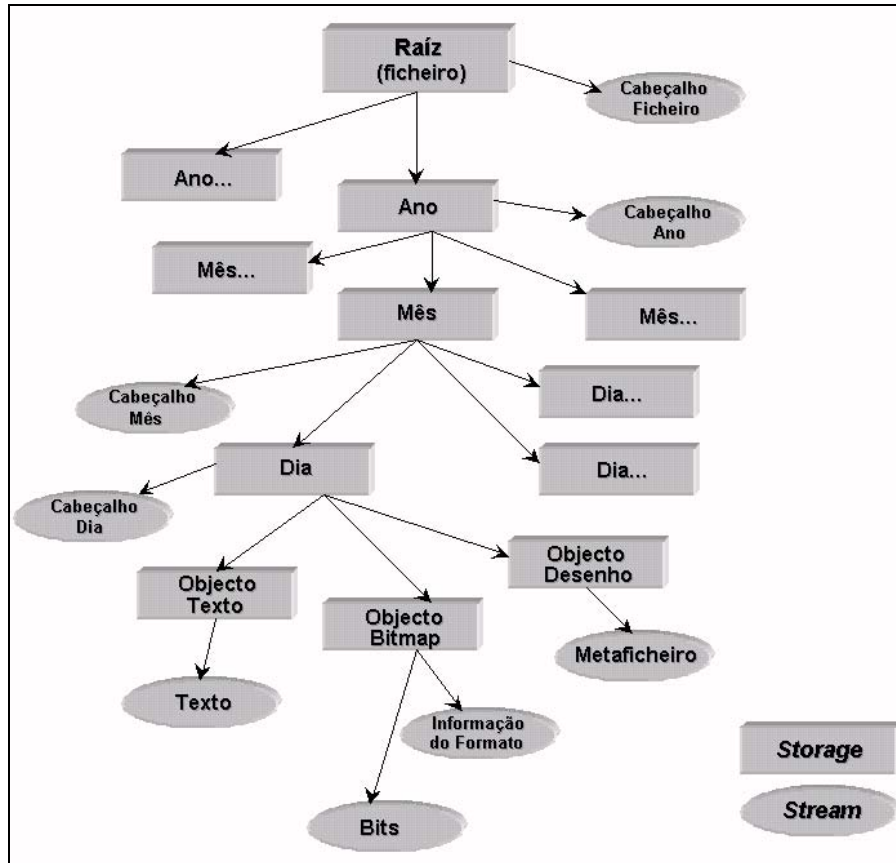 Raíz
(ficheiro)
Cabeçalho
Ficheiro
Ano...
Ano
Cabeçalho
Ano
Mês...
Mês
Mês...
Cabeçalho
Mês
Dia...
Dia
Dia...
Cabeçalho
Dia
Objecto
Texto
Objecto
Bitmap
Objecto
Desenho
Texto
Metaficheiro
Informação
do Formato
Bits
Storage
Stream